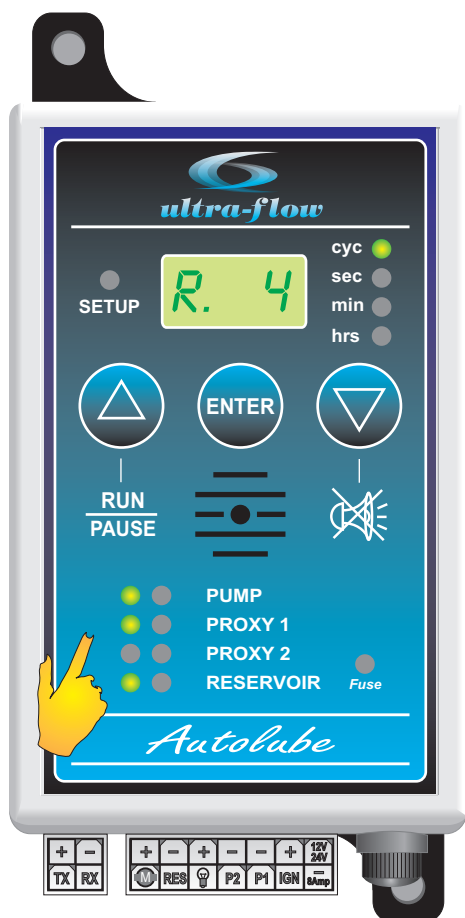 ultra-flow
cyc
sec
min
hrs
SETUP
R. 4
ENTER
RUN
PAUSE
PUMP
PROXY 1
PROXY 2
RESERVOIR
Fuse
Autolube
+ - + - + - - + 12V
24V
TX RX M RES P2 P1 IGN - 8Amp